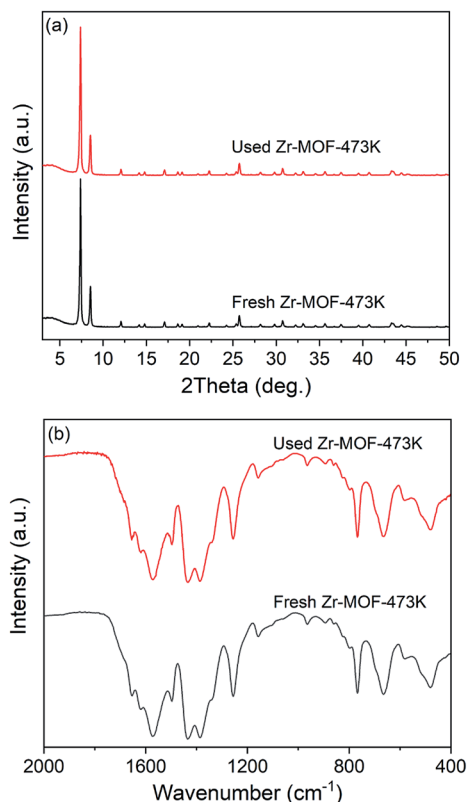 (a)
Used Zr-MOF-473K
Fresh Zr-MOF-473K
Intensity (a.u.)
5 10 15 20 25 30 35 40 45 50
2Theta (deg.)
(b)
Used Zr-MOF-473K
Fresh Zr-MOF-473K
Intensity (a.u.)
2000 1600 1200 800 400
Wavenumber (cm⁻¹)